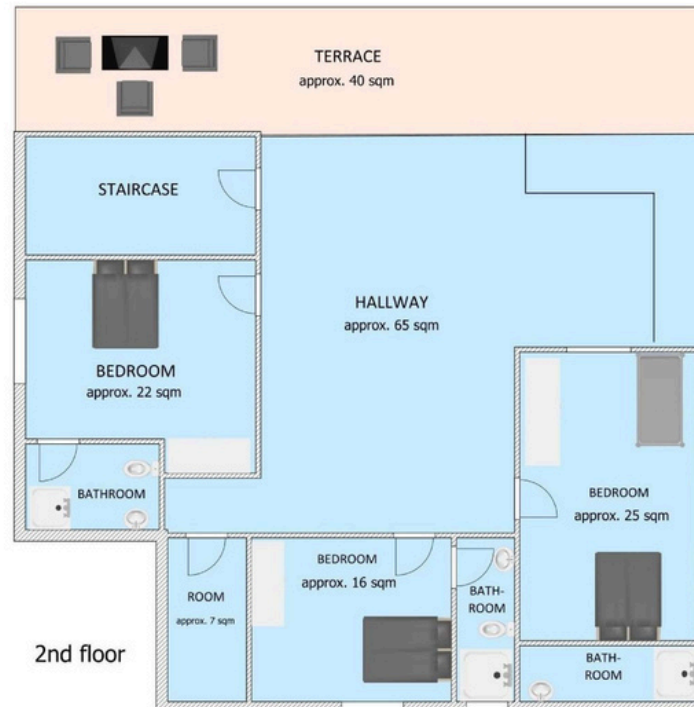 TERRACE
approx. 40 sqm
STAIRCASE
HALLWAY
approx. 65 sqm
BEDROOM
approx. 22 sqm
BATHROOM
BEDROOM
approx. 25 sqm
BEDROOM
approx. 16 sqm
ROOM
approx. 7 sqm
BATH-
ROOM
BATH-
ROOM
2nd floor